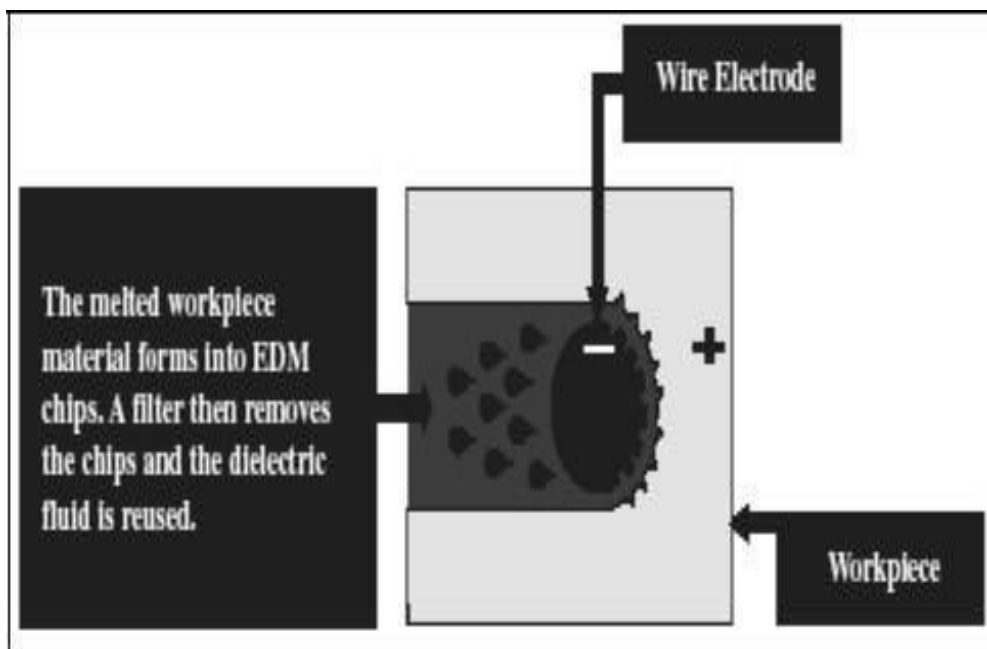 Wire Electrode
The melted workpiece
material forms into EDM
chips. A filter then removes
the chips and the dielectric
fluid is reused.
−
+
Workpiece